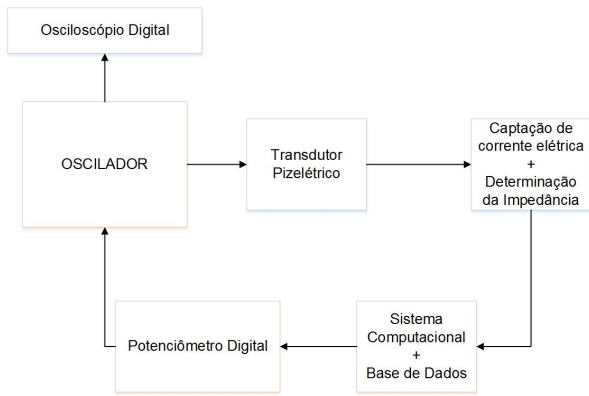 Osciloscópio Digital
OSCILADOR
Transdutor
Pizelétrico
Captação de
corrente elétrica
+
Determinação
da Impedância
Potenciômetro Digital
Sistema
Computacional
+
Base de Dados